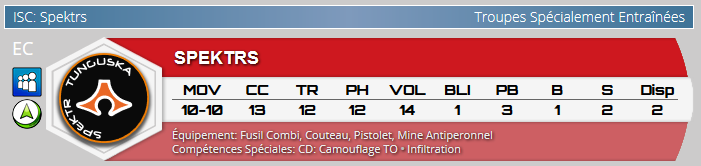 ISC: Spektrs Troupes Spécialement Entraînées
EC
SPEKTRS
TUNGUSKA
SPEKTR
MOV CC TR PH VOL BLI PB B S Disp
10-10 13 12 12 14 1 3 1 2 2
Équipement: Fusil Combi, Couteau, Pistolet, Mine Antiperonnel
Compétences Spéciales: CD: Camouflage TO • Infiltration